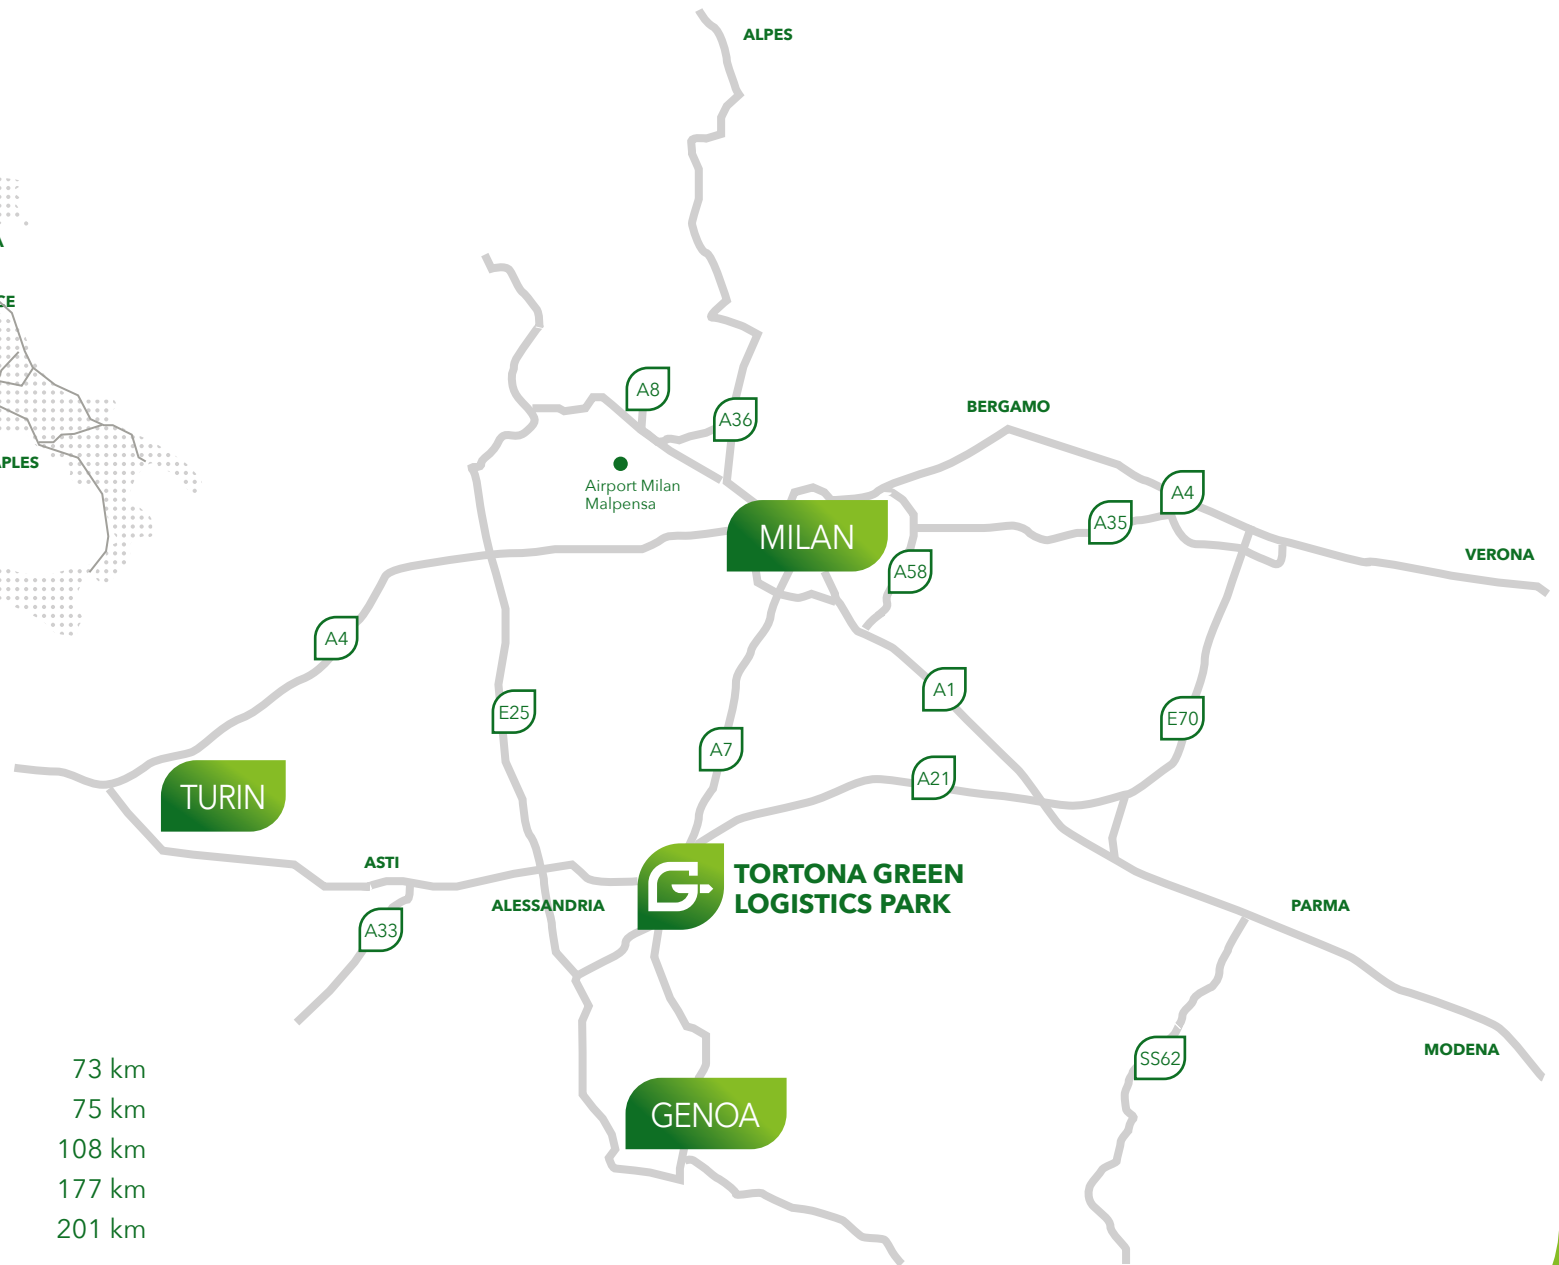 ALPES
A
CE
A8
A36
BERGAMO
APLES
Airport Milan
Malpensa
A4
A35
MILAN
VERONA
A58
A4
A1
E25
E70
A7
A21
TURIN
ASTI
TORTONA GREEN
LOGISTICS PARK
ALESSANDRIA
PARMA
A33
MODENA
SS62
73 km
75 km
108 km
177 km
201 km
GENOA